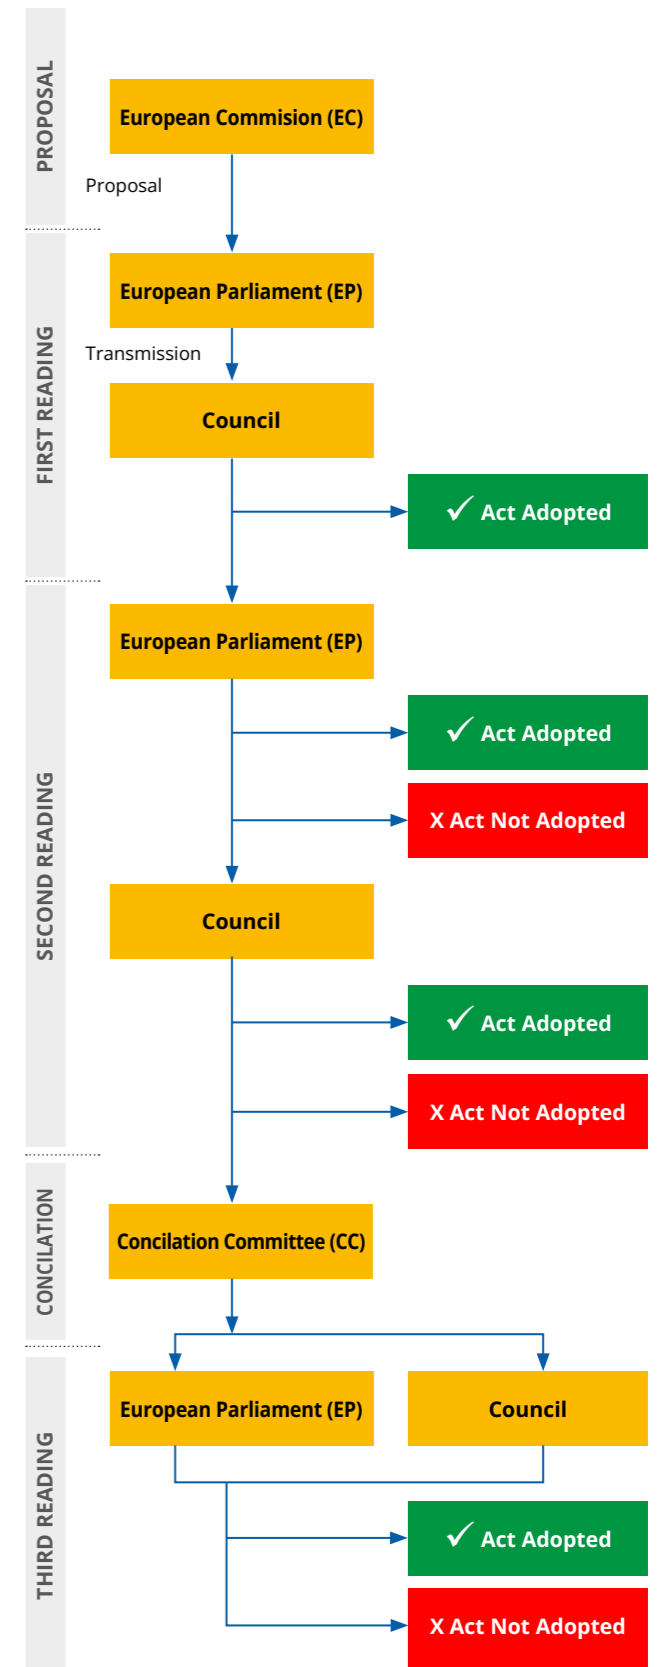 PROPOSAL
European Commision (EC)
Proposal
FIRST READING
European Parliament (EP)
Transmission
Council
✓ Act Adopted
SECOND READING
European Parliament (EP)
✓ Act Adopted
X Act Not Adopted
Council
✓ Act Adopted
X Act Not Adopted
CONCILATION
Concilation Committee (CC)
THIRD READING
European Parliament (EP)
Council
✓ Act Adopted
X Act Not Adopted